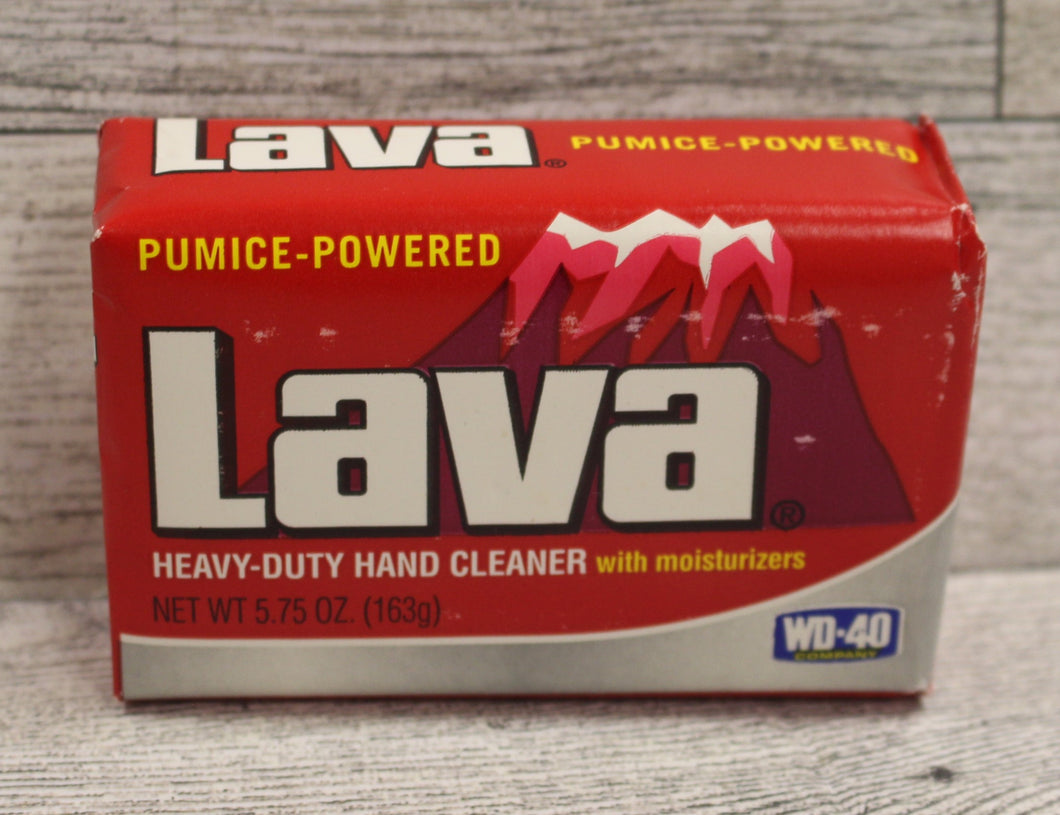 Lava®
PUMICE-POWERED
PUMICE-POWERED
Lava®
HEAVY-DUTY HAND CLEANER with moisturizers
NET WT 5.75 OZ. (163g)
WD-40
COMPANY